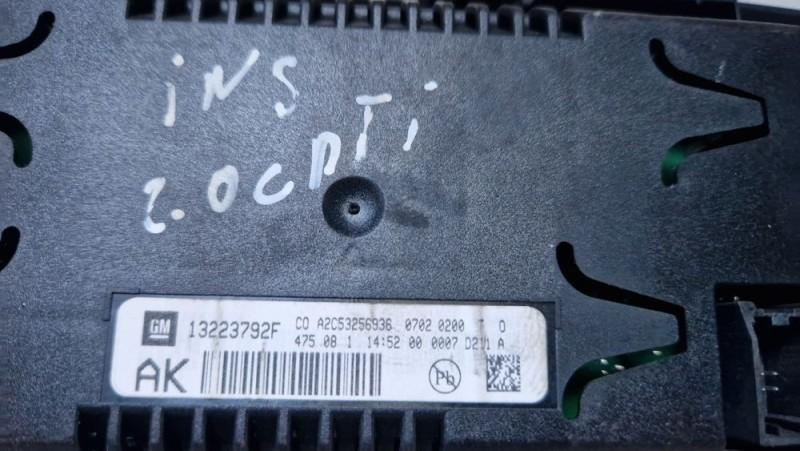 iNS
2.0CDTi
GM 13223792F CO A2C53256936 0702 0200 T 0
475.08 1 14:52 00 0007 D211 A
AK Pb